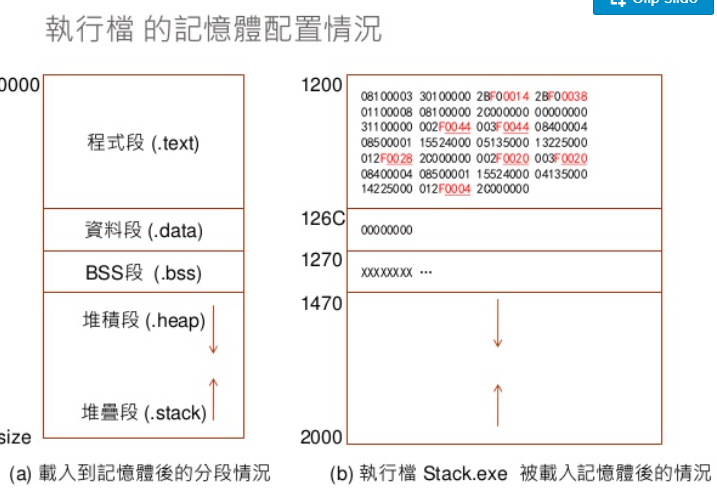 Clip slide
執行檔 的記憶體配置情況
0000
程式段 (.text)
資料段 (.data)
BSS段 (.bss)
堆積段 (.heap)
堆疊段 (.stack)
size
(a) 載入到記憶體後的分段情況
1200
08100003 30100000 2BF00014 2BF00038
01100008 08100000 2C000000 00000000
31100000 002F0044 003F0044 08400004
08500001 15524000 05135000 13225000
012F0028 2C000000 002F0020 003F0020
08400004 08500001 15524000 04135000
14225000 012F0004 2C000000
126C
00000000
1270
XXXXXXXX ⋯
1470
2000
(b) 執行檔 Stack.exe 被載入記憶體後的情況